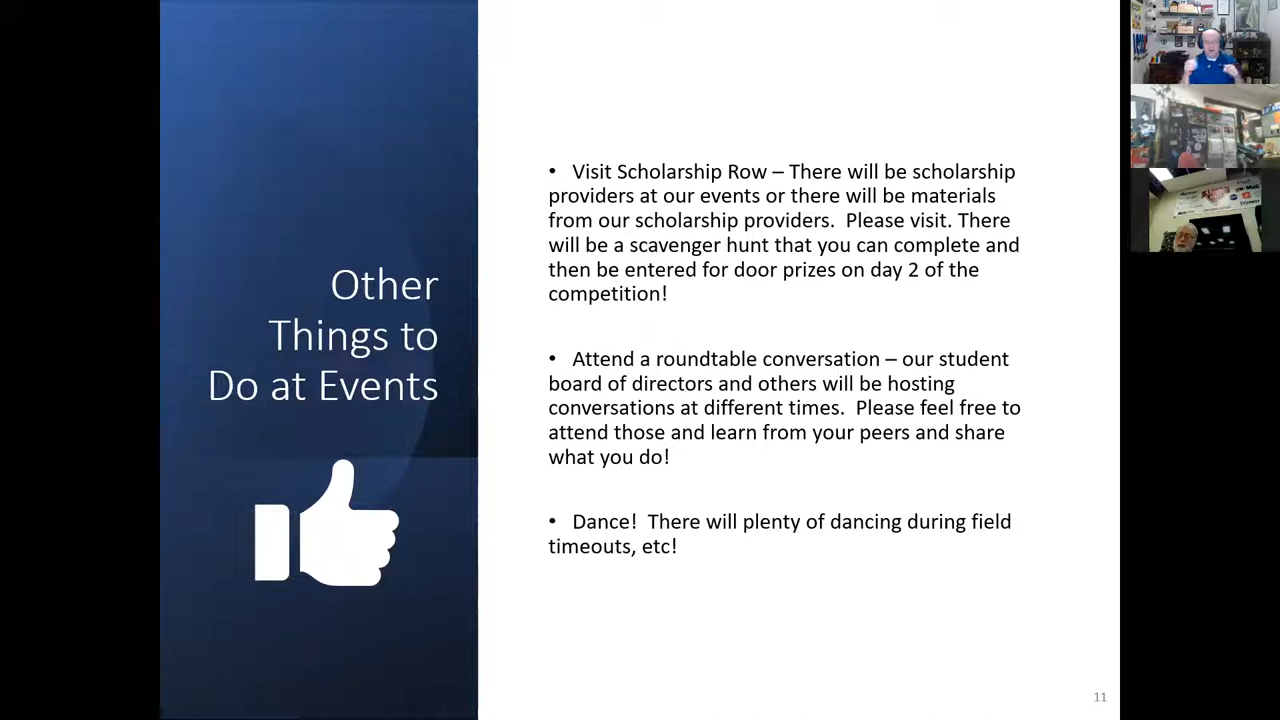 Other
Things to
Do at Events
• Visit Scholarship Row – There will be scholarship
providers at our events or there will be materials
from our scholarship providers.  Please visit. There
will be a scavenger hunt that you can complete and
then be entered for door prizes on day 2 of the
competition!
• Attend a roundtable conversation – our student
board of directors and others will be hosting
conversations at different times.  Please feel free to
attend those and learn from your peers and share
what you do!
• Dance!  There will plenty of dancing during field
timeouts, etc!
11